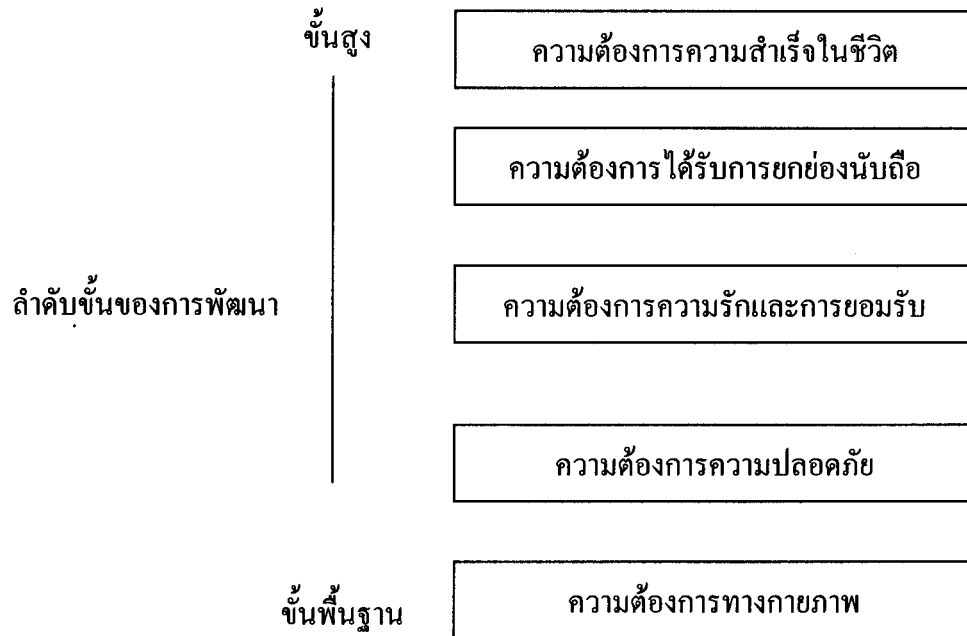 ขั้นสูง
ความต้องการความสำเร็จในชีวิต
ความต้องการได้รับการยกย่องนับถือ
ลำดับขั้นของการพัฒนา
ความต้องการความรักและการยอมรับ
ความต้องการความปลอดภัย
ขั้นพื้นฐาน
ความต้องการทางกายภาพ